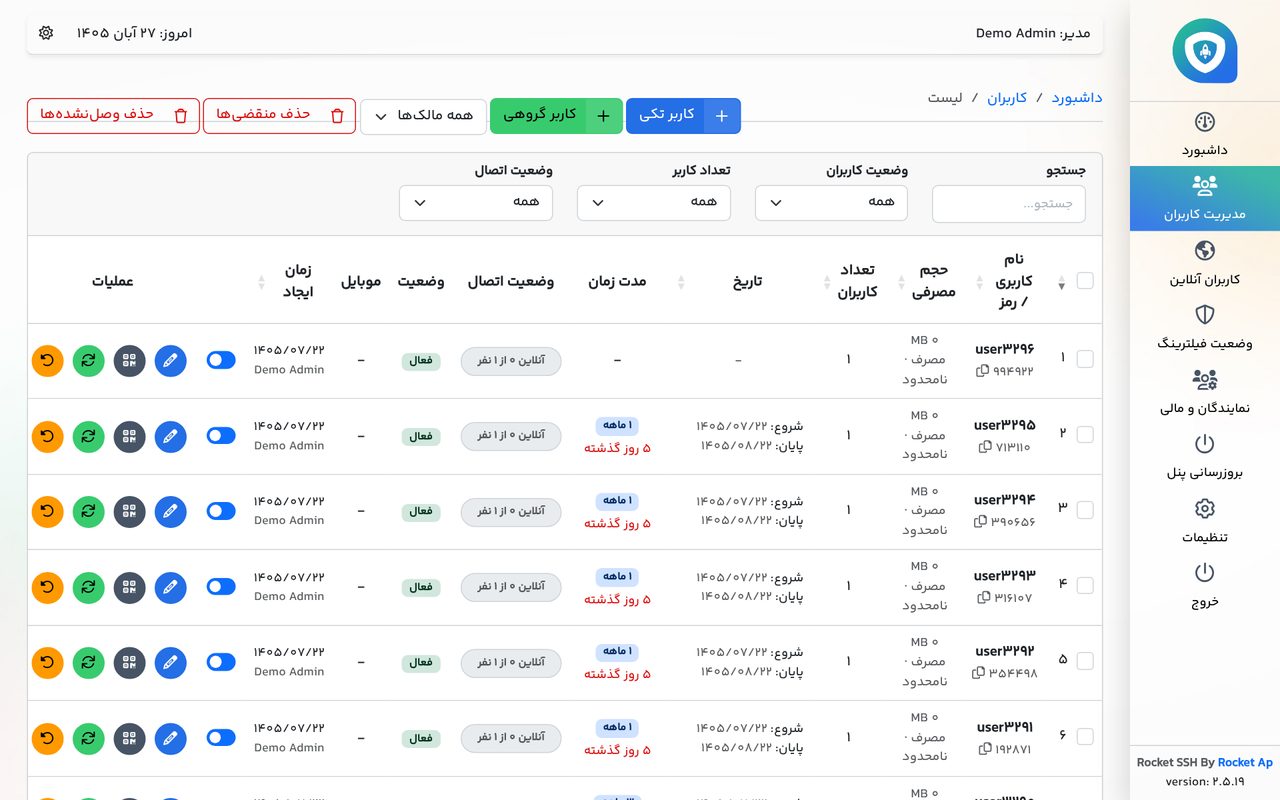 مدیر: Demo Admin
امروز: ۲۷ آبان ۱۴۰۵
داشبورد / کاربران / لیست
کاربر تکی
کاربر گروهی
همه مالک‌ها
حذف منقضی‌ها
حذف وصل‌نشده‌ها
جستجو
جستجو...
وضعیت کاربران
همه
تعداد کاربر
همه
وضعیت اتصال
همه
نام کاربری / رمز
حجم مصرفی
تعداد کاربران
تاریخ
مدت زمان
وضعیت اتصال
وضعیت
موبایل
زمان ایجاد
عملیات
۱
user۳۲۹۶
۹۹۴۹۲۲
۰ MB
مصرف ·
نامحدود
۱
-
-
آنلاین ۰ از ۱ نفر
فعال
-
۱۴۰۵/۰۷/۲۲
Demo Admin
۲
user۳۲۹۵
۷۱۳۱۱۰
۰ MB
مصرف ·
نامحدود
۱
شروع: ۱۴۰۵/۰۷/۲۲
پایان: ۱۴۰۵/۰۸/۲۲
۱ ماهه
۵ روز گذشته
آنلاین ۰ از ۱ نفر
فعال
-
۱۴۰۵/۰۷/۲۲
Demo Admin
۳
user۳۲۹۴
۳۹۰۶۵۶
۰ MB
مصرف ·
نامحدود
۱
شروع: ۱۴۰۵/۰۷/۲۲
پایان: ۱۴۰۵/۰۸/۲۲
۱ ماهه
۵ روز گذشته
آنلاین ۰ از ۱ نفر
فعال
-
۱۴۰۵/۰۷/۲۲
Demo Admin
۴
user۳۲۹۳
۳۱۶۱۰۷
۰ MB
مصرف ·
نامحدود
۱
شروع: ۱۴۰۵/۰۷/۲۲
پایان: ۱۴۰۵/۰۸/۲۲
۱ ماهه
۵ روز گذشته
آنلاین ۰ از ۱ نفر
فعال
-
۱۴۰۵/۰۷/۲۲
Demo Admin
۵
user۳۲۹۲
۳۵۴۴۹۸
۰ MB
مصرف ·
نامحدود
۱
شروع: ۱۴۰۵/۰۷/۲۲
پایان: ۱۴۰۵/۰۸/۲۲
۱ ماهه
۵ روز گذشته
آنلاین ۰ از ۱ نفر
فعال
-
۱۴۰۵/۰۷/۲۲
Demo Admin
۶
user۳۲۹۱
۱۹۲۸۷۱
۰ MB
مصرف ·
نامحدود
۱
شروع: ۱۴۰۵/۰۷/۲۲
پایان: ۱۴۰۵/۰۸/۲۲
۱ ماهه
۵ روز گذشته
آنلاین ۰ از ۱ نفر
فعال
-
۱۴۰۵/۰۷/۲۲
Demo Admin
۰ MB
داشبورد
مدیریت کاربران
کاربران آنلاین
وضعیت فیلترینگ
نمایندگان و مالی
بروزرسانی پنل
تنظیمات
خروج
Rocket SSH By Rocket Ap
version: ۲.۵.۱۹